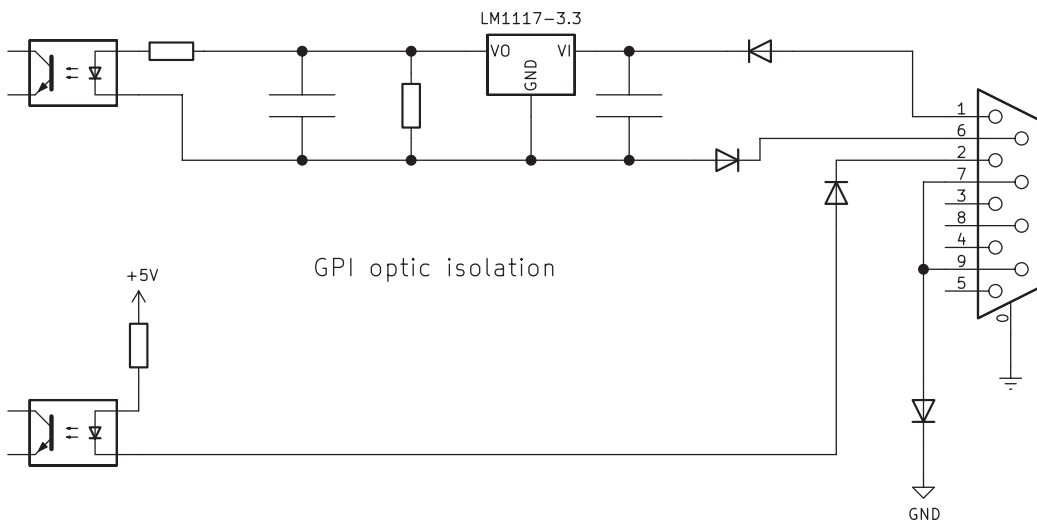 LM1117-3.3
VO
VI
GND
1
6
2
7
3
8
4
9
5
0
GPI optic isolation
+5V
GND